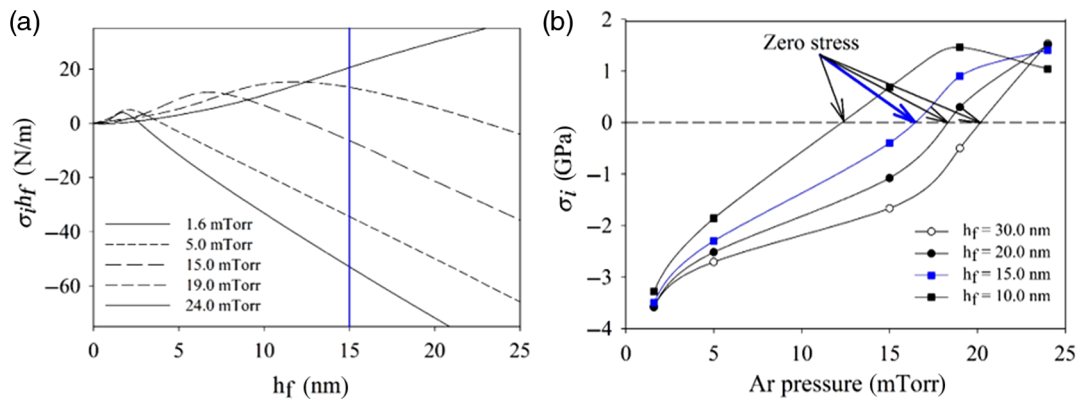 (a)
σᵢh𝑓 (N/m)
20
0
−20
−40
−60
1.6 mTorr
5.0 mTorr
15.0 mTorr
19.0 mTorr
24.0 mTorr
0 5 10 15 20 25
h𝑓 (nm)
(b)
σᵢ (GPa)
2
1
0
−1
−2
−3
−4
Zero stress
h𝑓 = 30.0 nm
h𝑓 = 20.0 nm
h𝑓 = 15.0 nm
h𝑓 = 10.0 nm
0 5 10 15 20 25
Ar pressure (mTorr)